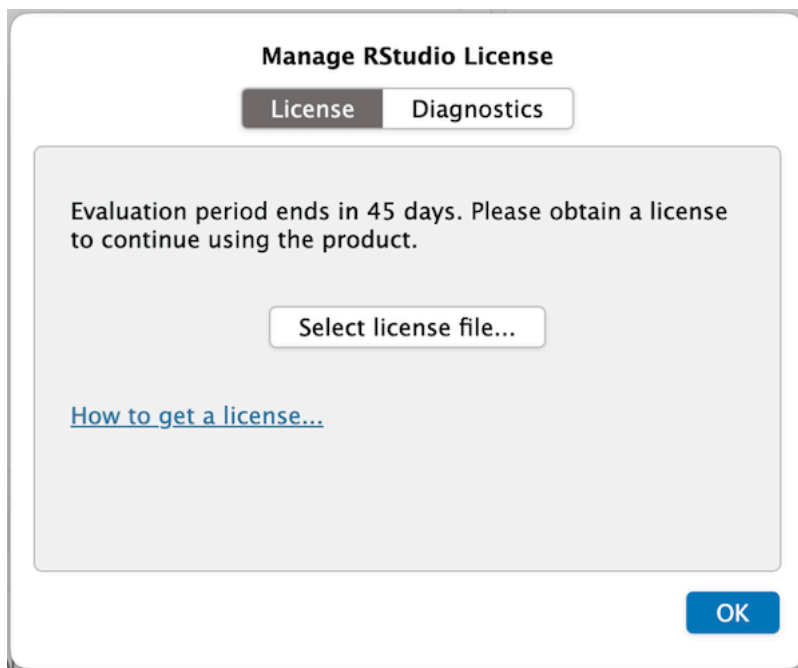 Manage RStudio License
License Diagnostics
Evaluation period ends in 45 days. Please obtain a license
to continue using the product.
Select license file...
How to get a license...
OK